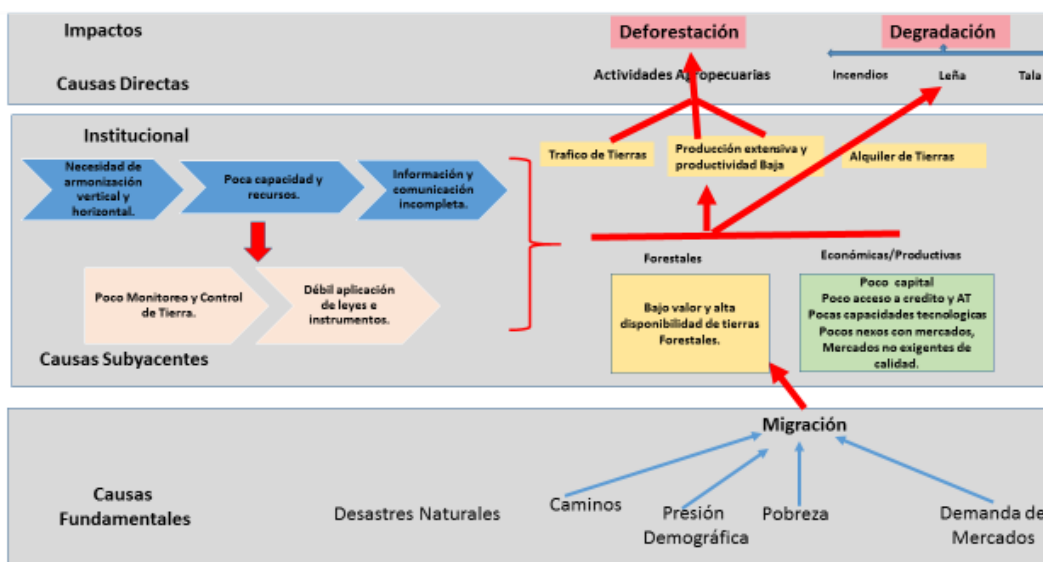 Impactos
Deforestación
Degradación
Causas Directas
Actividades Agropecuarias
Incendios
Leña
Tala
Institucional
Necesidad de
armonización
vertical y
horizontal.
Poca capacidad y
recursos.
Información y
comunicación
incompleta.
Trafico de Tierras
Producción extensiva y
productividad Baja
Alquiler de Tierras
Poco Monitoreo y Control
de Tierra.
Débil aplicación
de leyes e
instrumentos.
Causas Subyacentes
Forestales
Económicas/Productivas
Bajo valor y alta
disponibilidad de tierras
Forestales.
Poco capital
Poco acceso a credito y AT
Pocas capacidades tecnologicas
Pocos nexos con mercados,
Mercados no exigentes de
calidad.
Migración
Causas
Fundamentales
Desastres Naturales
Caminos
Presión
Demográfica
Pobreza
Demanda de
Mercados